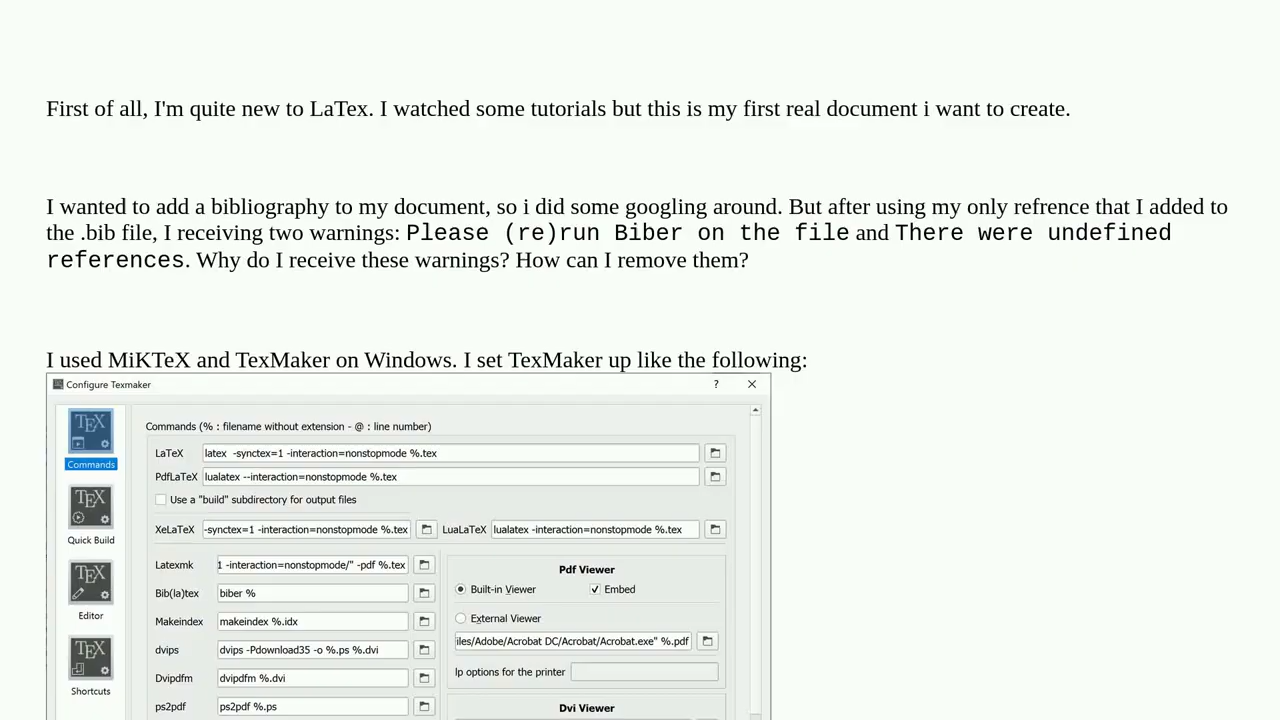 First of all, I'm quite new to LaTex. I watched some tutorials but this is my first real document i want to create.
I wanted to add a bibliography to my document, so i did some googling around. But after using my only refrence that I added to
the .bib file, I receiving two warnings: Please (re)run Biber on the file and There were undefined
references. Why do I receive these warnings? How can I remove them?
I used MiKTeX and TexMaker on Windows. I set TexMaker up like the following:
Configure Texmaker ?
Commands (% : filename without extension - @ : line number)
TEX
Commands
LaTeX latex -synctex=1 -interaction=nonstopmode %.tex
PdfLaTeX lualatex --interaction=nonstopmode %.tex
Use a "build" subdirectory for output files
TEX
Quick Build
XeLaTeX -synctex=1 -interaction=nonstopmode %.tex LuaLaTeX lualatex -interaction=nonstopmode %.tex
Latexmk 1 -interaction=nonstopmode/" -pdf %.tex
Pdf Viewer
TEX
Editor
Bib(la)tex biber %
Built-in Viewer Embed
Makeindex makeindex %.idx
External Viewer
dvips dvips -Pdownload35 -o %.ps %.dvi
iles/Adobe/Acrobat DC/Acrobat/Acrobat.exe" %.pdf
TEX
Shortcuts
Dvipdfm dvipdfm %.dvi
lp options for the printer
ps2pdf ps2pdf %.ps
Dvi Viewer